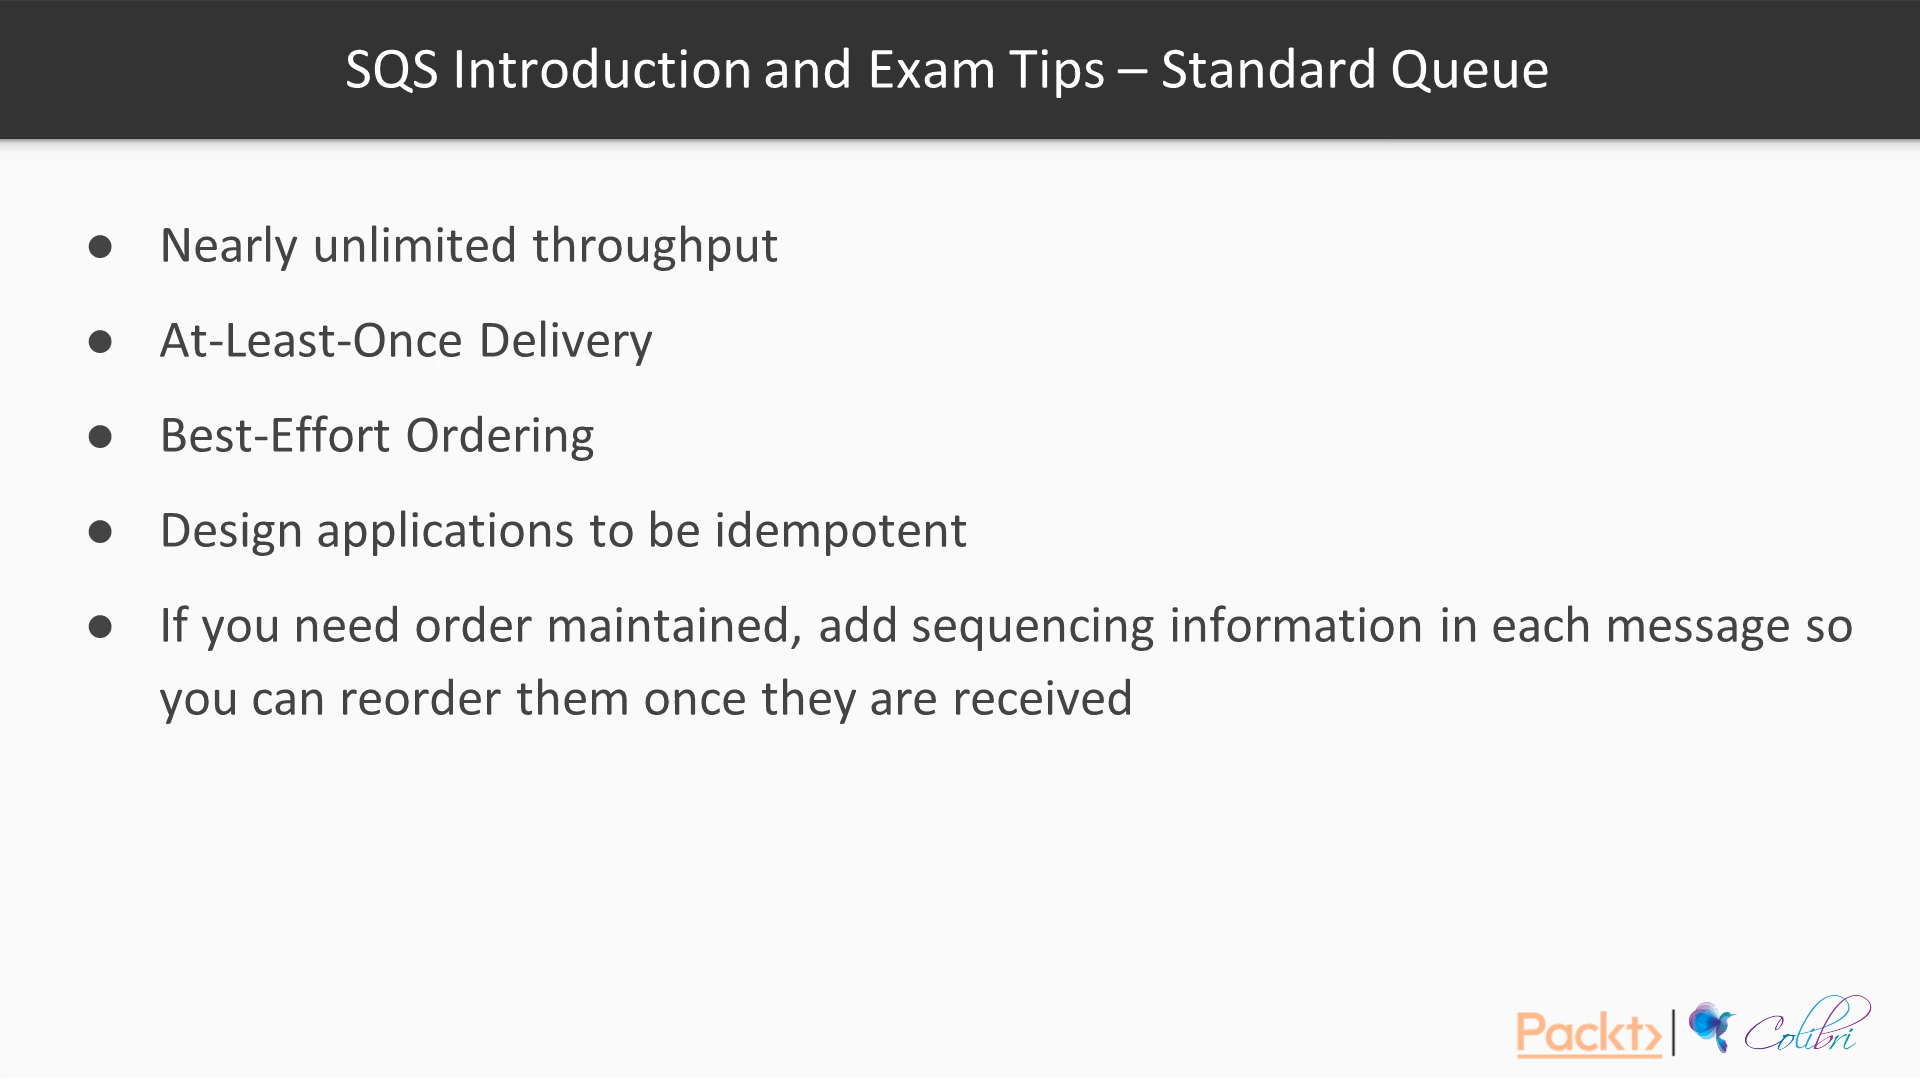 SQS Introduction and Exam Tips – Standard Queue
● Nearly unlimited throughput
● At-Least-Once Delivery
● Best-Effort Ordering
● Design applications to be idempotent
● If you need order maintained, add sequencing information in each message so
you can reorder them once they are received
Packt> | Colibri